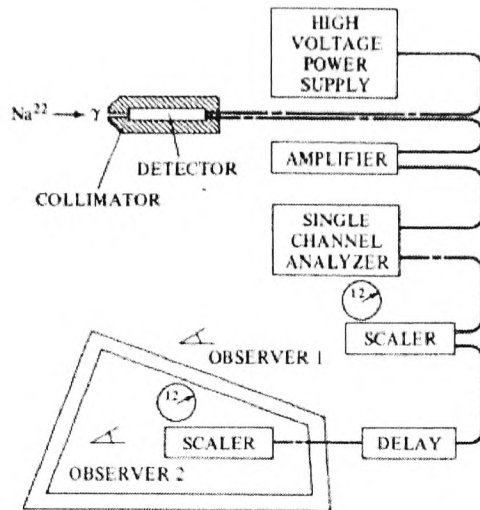 HIGH
VOLTAGE
POWER
SUPPLY
Na²² γ
DETECTOR
COLLIMATOR
AMPLIFIER
SINGLE
CHANNEL
ANALYZER
12
SCALER
OBSERVER 1
12
SCALER
DELAY
OBSERVER 2